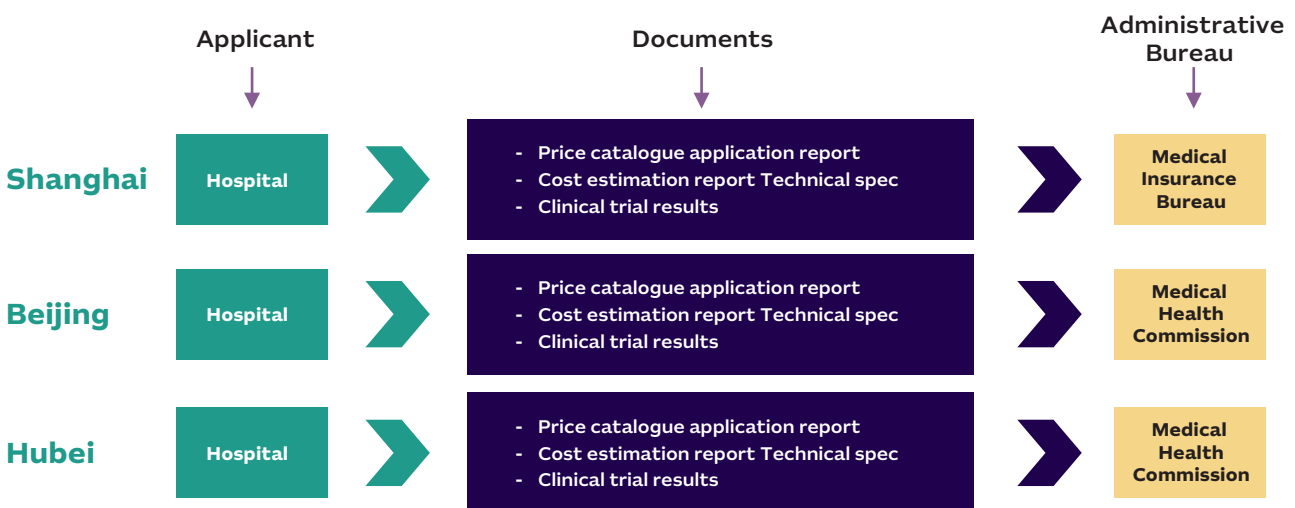 Applicant
Documents
Administrative
Bureau
Shanghai
Hospital
- Price catalogue application report
- Cost estimation report Technical spec
- Clinical trial results
Medical
Insurance
Bureau
Beijing
Hospital
- Price catalogue application report
- Cost estimation report Technical spec
- Clinical trial results
Medical
Health
Commission
Hubei
Hospital
- Price catalogue application report
- Cost estimation report Technical spec
- Clinical trial results
Medical
Health
Commission